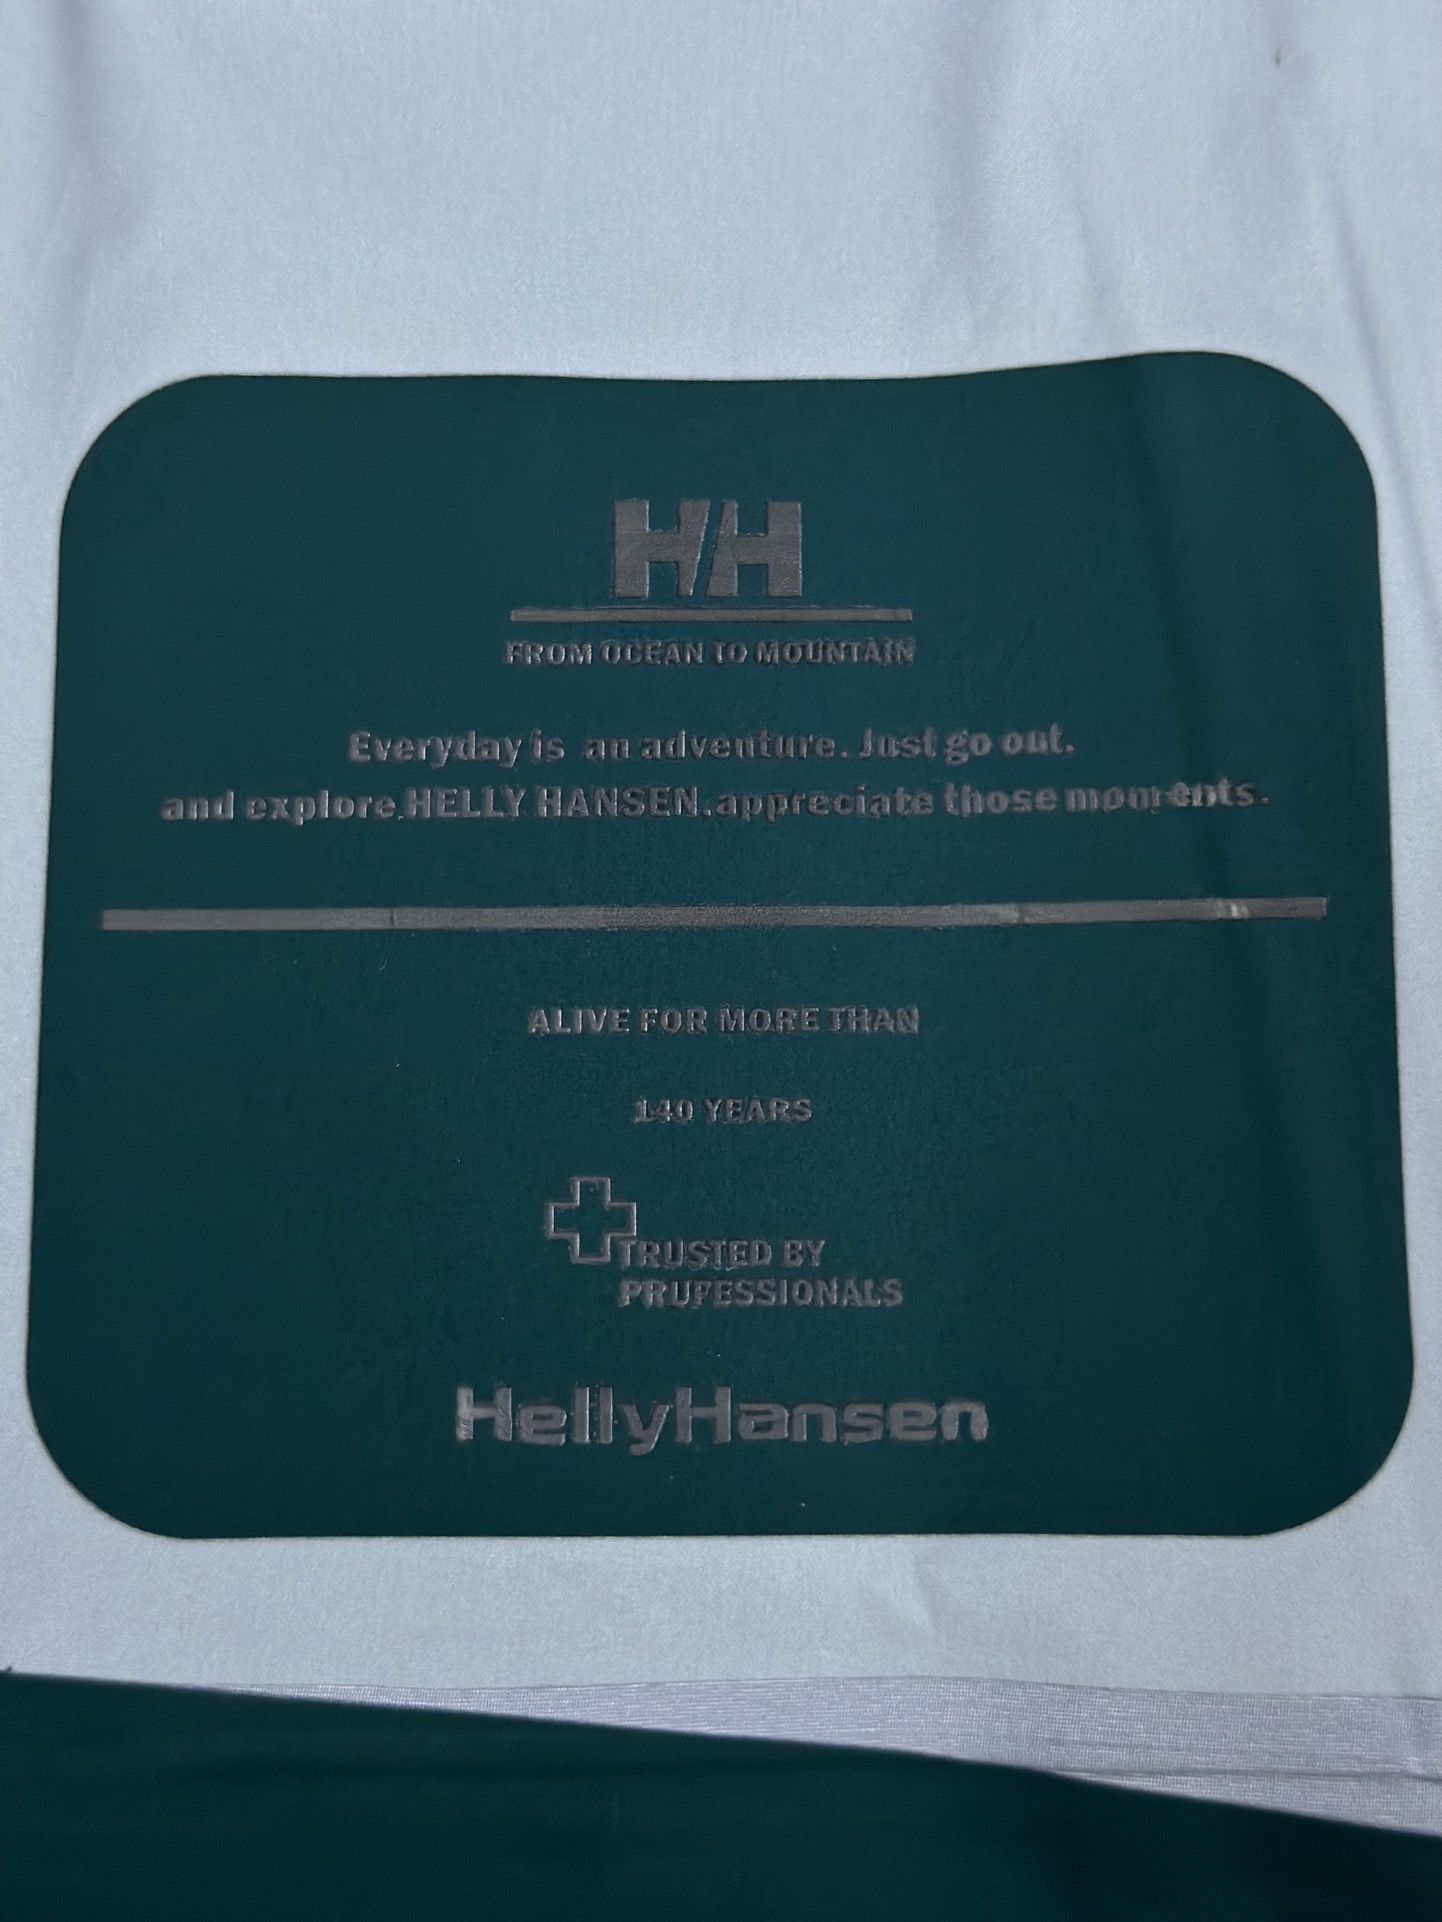 HH
FROM OCEAN TO MOUNTAIN
Everyday is an adventure. Just go out.
and explore.HELLY HANSEN.appreciate those moments.
ALIVE FOR MORE THAN
140 YEARS
TRUSTED BY
PRUFESSIONALS
HellyHansen